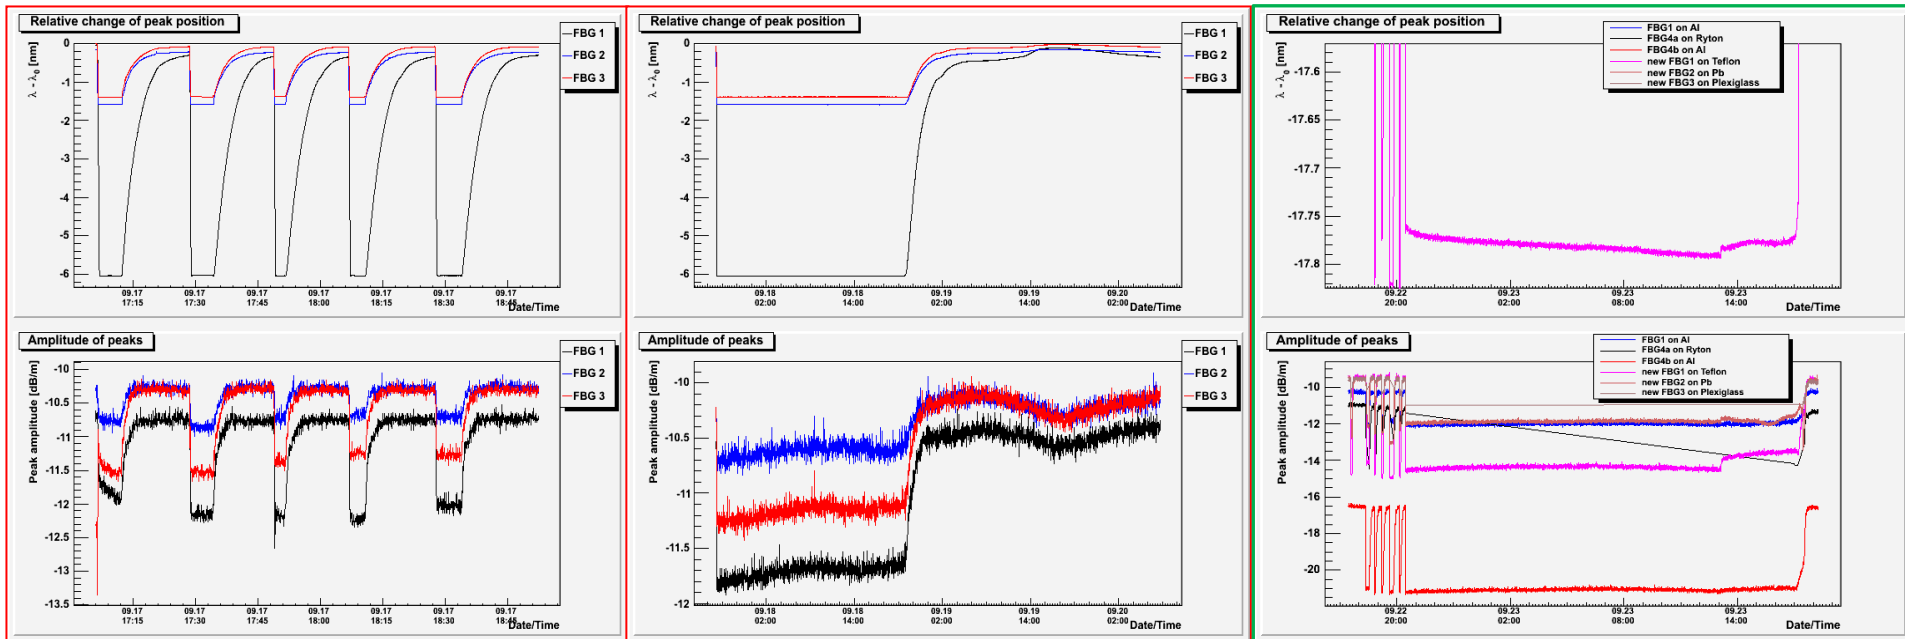 Relative change of peak position
FBG 1
FBG 2
FBG 3
λ - λ0 [nm]
0
-1
-2
-3
-4
-5
-6
09.17 09.17 09.17 09.17 09.17 09.17 09.17
17:15 17:30 17:45 18:00 18:15 18:30 18:45
Date/Time
Amplitude of peaks
FBG 1
FBG 2
FBG 3
Peak amplitude [dB/m]
-10
-10.5
-11
-11.5
-12
-12.5
-13
-13.5
09.17 09.17 09.17 09.17 09.17 09.17 09.17
17:15 17:30 17:45 18:00 18:15 18:30 18:45
Date/Time
Relative change of peak position
FBG 1
FBG 2
FBG 3
λ - λ0 [nm]
0
-1
-2
-3
-4
-5
-6
09.18 09.18 09.19 09.19 09.20
02:00 14:00 02:00 14:00 02:00
Date/Time
Amplitude of peaks
FBG 1
FBG 2
FBG 3
Peak amplitude [dB/m]
-10
-10.5
-11
-11.5
-12
09.18 09.18 09.19 09.19 09.20
02:00 14:00 02:00 14:00 02:00
Date/Time
Relative change of peak position
FBG1 on Al
FBG4a on Ryton
FBG4b on Al
new FBG1 on Teflon
new FBG2 on Pb
new FBG3 on Plexiglass
λ - λ0 [nm]
-17.6
-17.65
-17.7
-17.75
-17.8
09.22 09.23 09.23 09.23
20:00 02:00 08:00 14:00
Date/Time
Amplitude of peaks
FBG1 on Al
FBG4a on Ryton
FBG4b on Al
new FBG1 on Teflon
new FBG2 on Pb
new FBG3 on Plexiglass
Peak amplitude [dB/m]
-10
-12
-14
-16
-18
-20
09.22 09.23 09.23 09.23
20:00 02:00 08:00 14:00
Date/Time